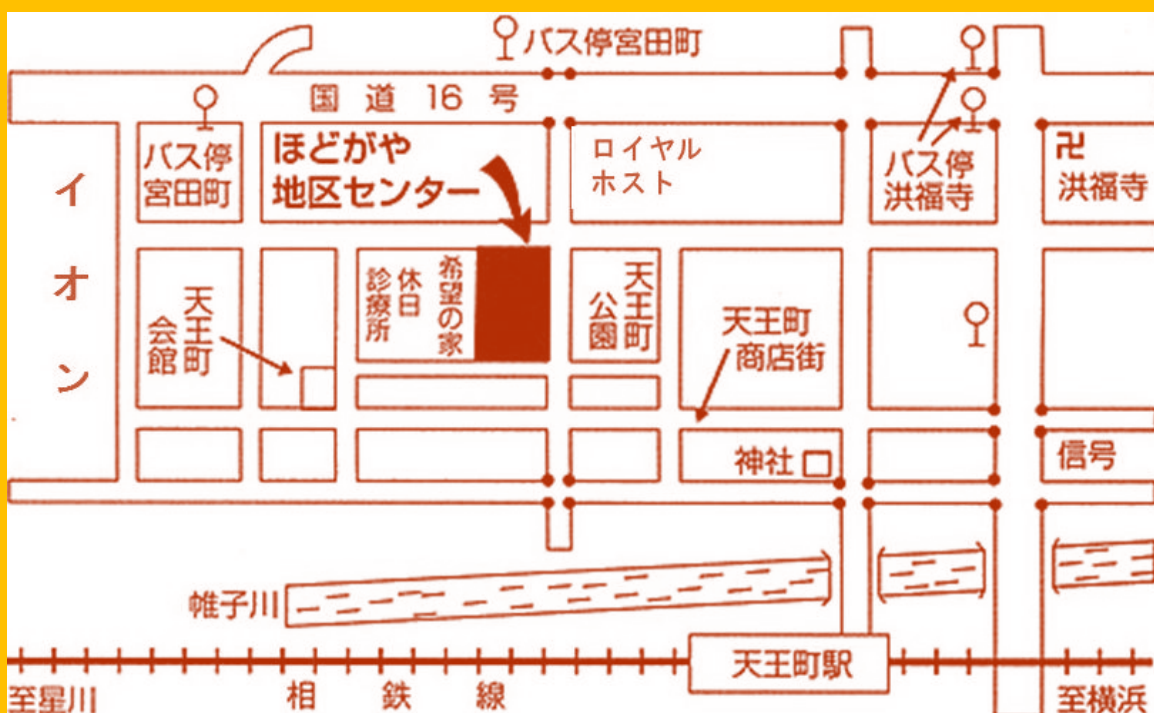 バス停宮田町
国道16号
バス停
宮田町
ほどがや
地区センター
ロイヤル
ホスト
バス停
洪福寺
卍
洪福寺
イオン
天王町
会館
希望の家
休日
診療所
天王町
公園
天王町
商店街
神社
信号
帷子川
天王町駅
至星川
相鉄線
至横浜